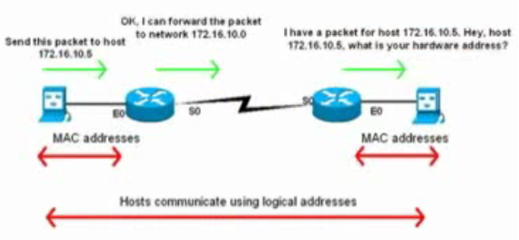 OK, I can forward the packet
to network 172.16.10.0
I have a packet for host 172.16.10.5. Hey, host
172.16.10.5, what is your hardware address?
Send this packet to host
172.16.10.5
E0
S0
S0
E0
MAC addresses
MAC addresses
Hosts communicate using logical addresses